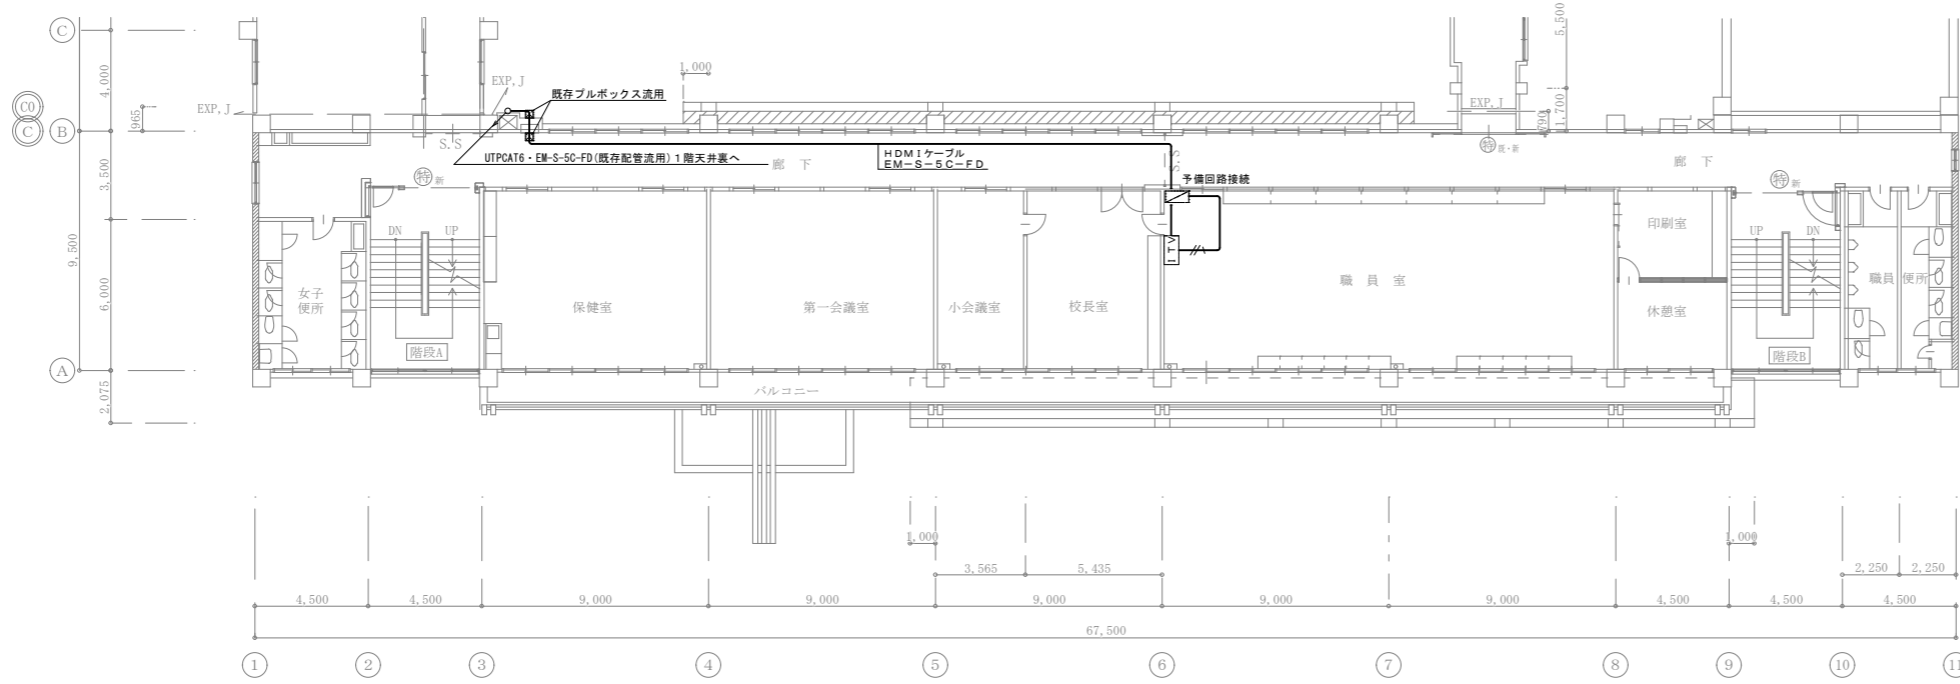 C
C0
C
B
A
4,000
965
3,500
9,500
6,000
2,075
EXP,J
EXP,J
1,000
既存プルボックス流用
S.S
UTPCAT6・EM-S-5C-FD(既存配管流用)1階天井裏へ
HDMIケーブル
EM-S-5C-FD
廊 下
S.S
予備回路接続
EXP,J
5,500
1,700
790
特 既・新
廊 下
特 新
特 新
DN
UP
女子
便所
階段A
保健室
第一会議室
小会議室
校長室
ITV
職 員 室
印刷室
休憩室
UP
DN
階段B
職員
便所
バルコニー
1,000
1,000
3,565
5,435
2,250
2,250
4,500
4,500
9,000
9,000
9,000
9,000
9,000
4,500
4,500
4,500
67,500
1
2
3
4
5
6
7
8
9
10
11